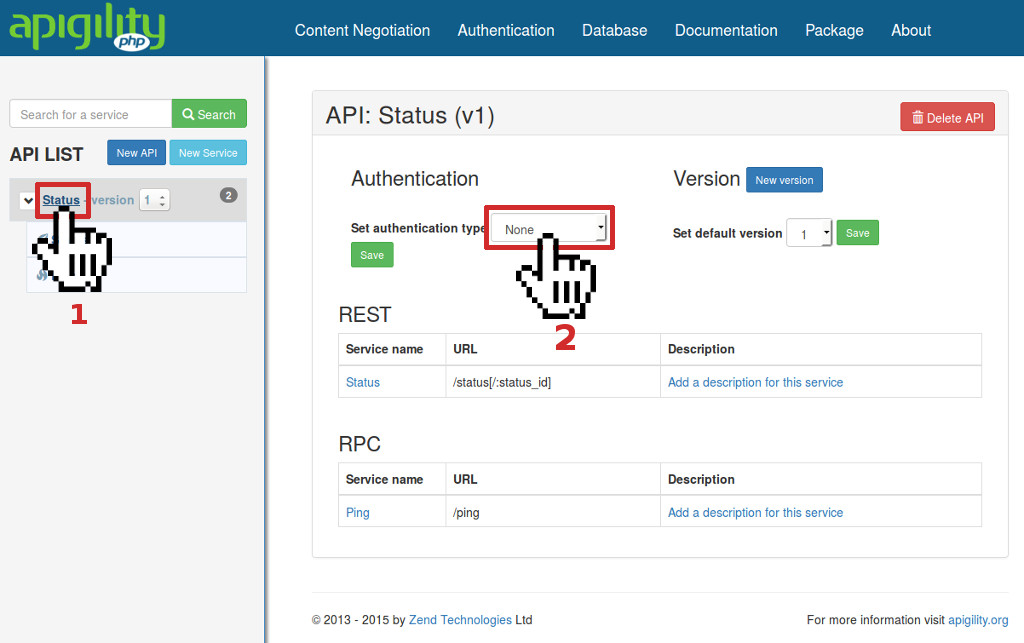 apigility
php
Content Negotiation Authentication Database Documentation Package About
Search for a service Search
API LIST New API New Service
Status - version 1 2
1
API: Status (v1) Delete API
Authentication
Set authentication type None
Save
2
Version New version
Set default version 1 Save
REST
Service name URL Description
Status /status[/:status_id] Add a description for this service
RPC
Service name URL Description
Ping /ping Add a description for this service
© 2013 - 2015 by Zend Technologies Ltd For more information visit apigility.org